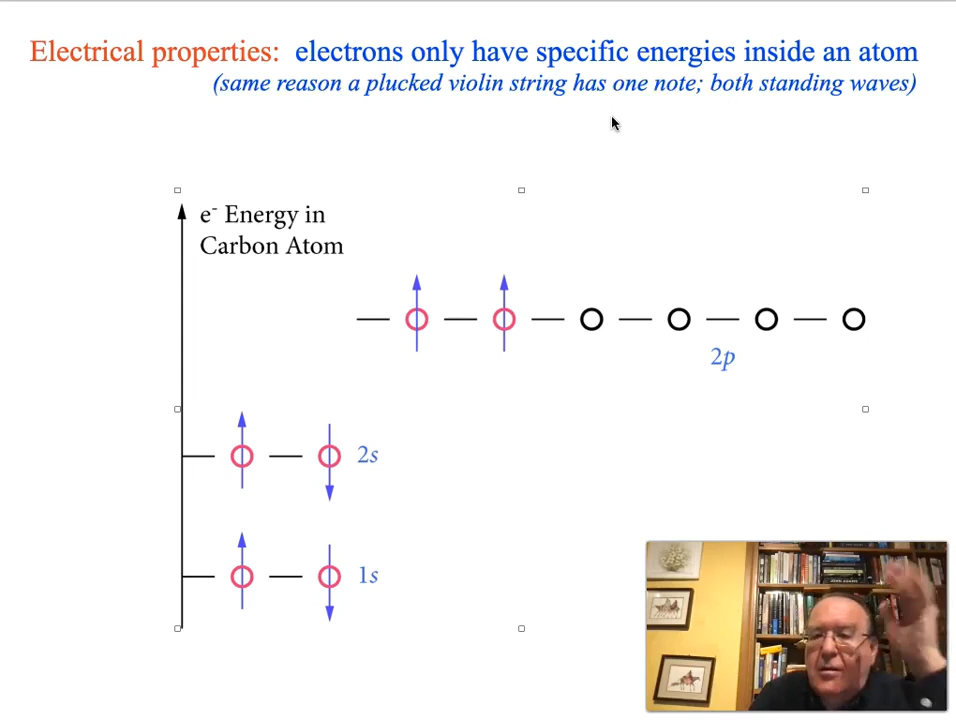 Electrical properties: electrons only have specific energies inside an atom
(same reason a plucked violin string has one note; both standing waves)
e⁻ Energy in
Carbon Atom
2p
2s
1s